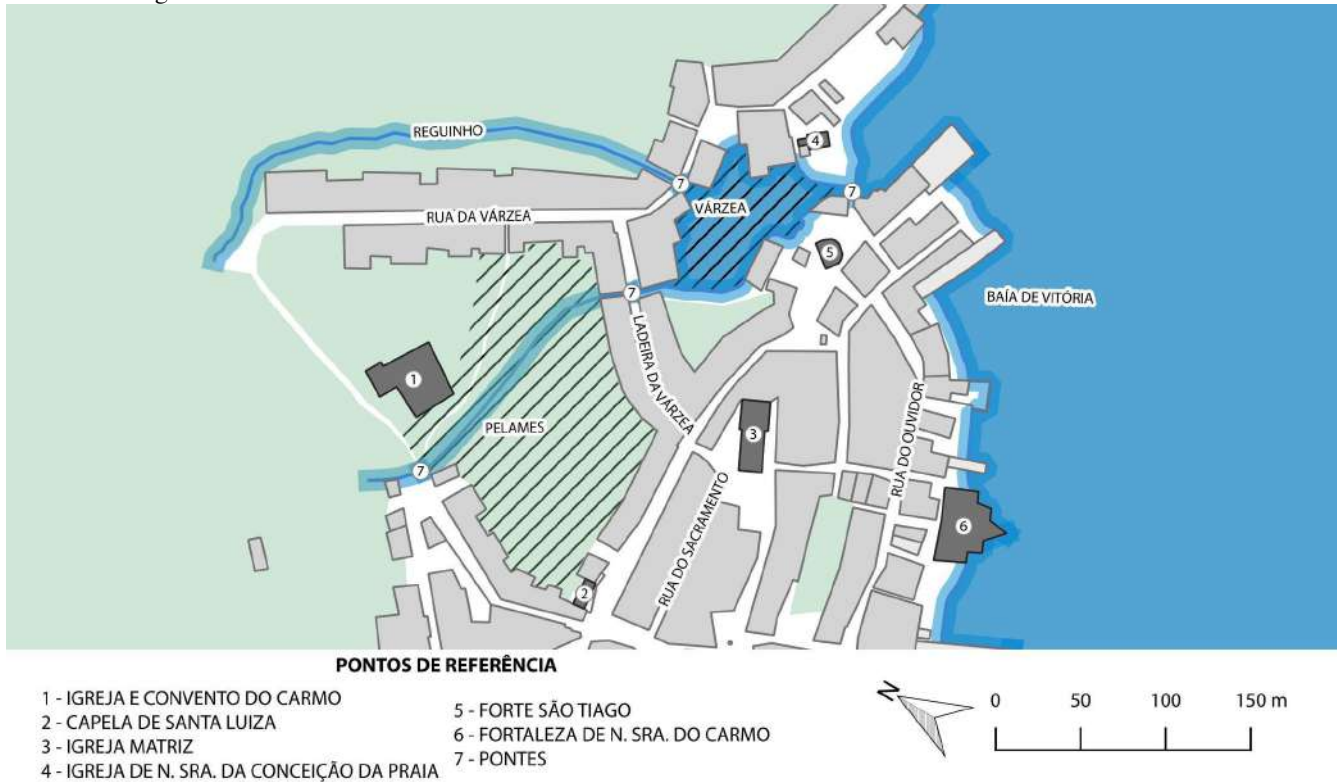 REGUINHO
4
7
7
RUA DA VÁRZEA
VÁRZEA
5
7
BAÍA DE VITÓRIA
LADEIRA DA VÁRZEA
1
PELAMES
3
RUA DO OUVIDOR
7
RUA DO SACRAMENTO
6
2
PONTOS DE REFERÊNCIA
1 - IGREJA E CONVENTO DO CARMO
2 - CAPELA DE SANTA LUIZA
3 - IGREJA MATRIZ
4 - IGREJA DE N. SRA. DA CONCEIÇÃO DA PRAIA
5 - FORTE SÃO TIAGO
6 - FORTALEZA DE N. SRA. DO CARMO
7 - PONTES
N
0 50 100 150 m